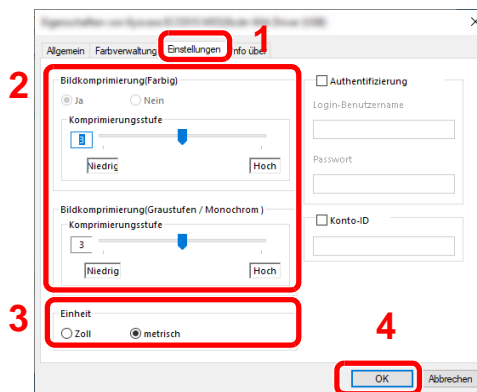 1
Allgemein Farbverwaltung Einstellungen nfo über
2
Bildkomprimierung(Farbig)
Ja Nein
Komprimierungsstufe
3
Niedrig Hoch
Bildkomprimierung(Graustufen / Monochrom )
Komprimierungsstufe
3
Niedrig Hoch
Authentifizierung
Login-Benutzername
Passwort
Konto-ID
3
Einheit
Zoll metrisch
4
OK Abbrechen